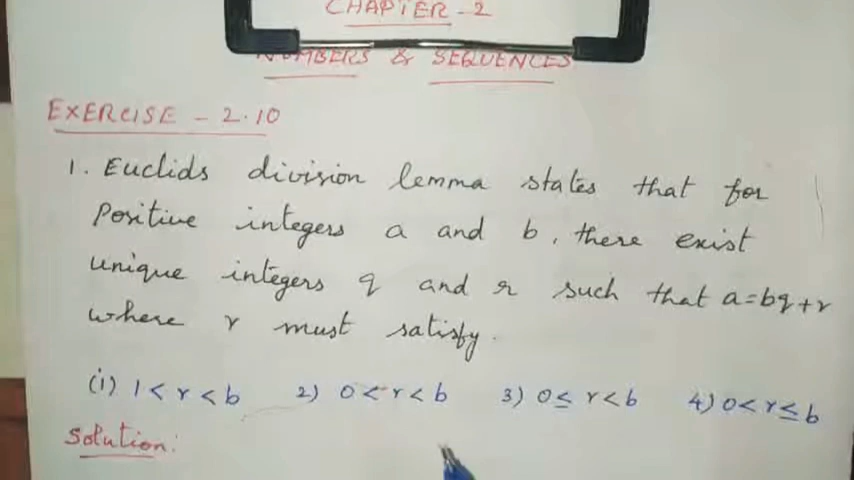 CHAPTER - 2
NUMBERS & SEQUENCES
EXERCISE - 2.10
1. Euclids division lemma states that for
Positive integers a and b, there exist
unique integers q and r such that a=bq+r
where r must satisfy.
(1) 1 < r < b 2) 0 < r < b 3) 0 ≤ r < b 4) 0 < r ≤ b
Solution: